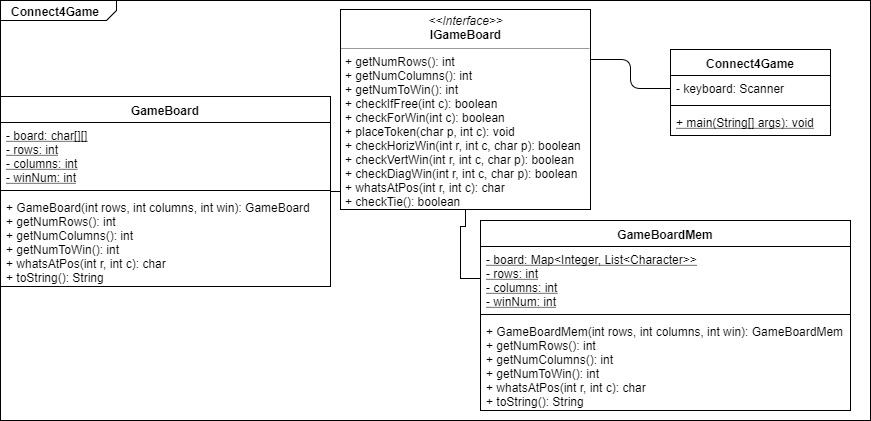 Connect4Game
<<Interface>>
IGameBoard
+ getNumRows(): int
+ getNumColumns(): int
+ getNumToWin(): int
+ checkIfFree(int c): boolean
+ checkForWin(int c): boolean
+ placeToken(char p, int c): void
+ checkHorizWin(int r, int c, char p): boolean
+ checkVertWin(int r, int c, char p): boolean
+ checkDiagWin(int r, int c, char p): boolean
+ whatsAtPos(int r, int c): char
+ checkTie(): boolean
Connect4Game
- keyboard: Scanner
+ main(String[] args): void
GameBoard
- board: char[][]
- rows: int
- columns: int
- winNum: int
+ GameBoard(int rows, int columns, int win): GameBoard
+ getNumRows(): int
+ getNumColumns(): int
+ getNumToWin(): int
+ whatsAtPos(int r, int c): char
+ toString(): String
GameBoardMem
- board: Map<Integer, List<Character>>
- rows: int
- columns: int
- winNum: int
+ GameBoardMem(int rows, int columns, int win): GameBoardMem
+ getNumRows(): int
+ getNumColumns(): int
+ getNumToWin(): int
+ whatsAtPos(int r, int c): char
+ toString(): String